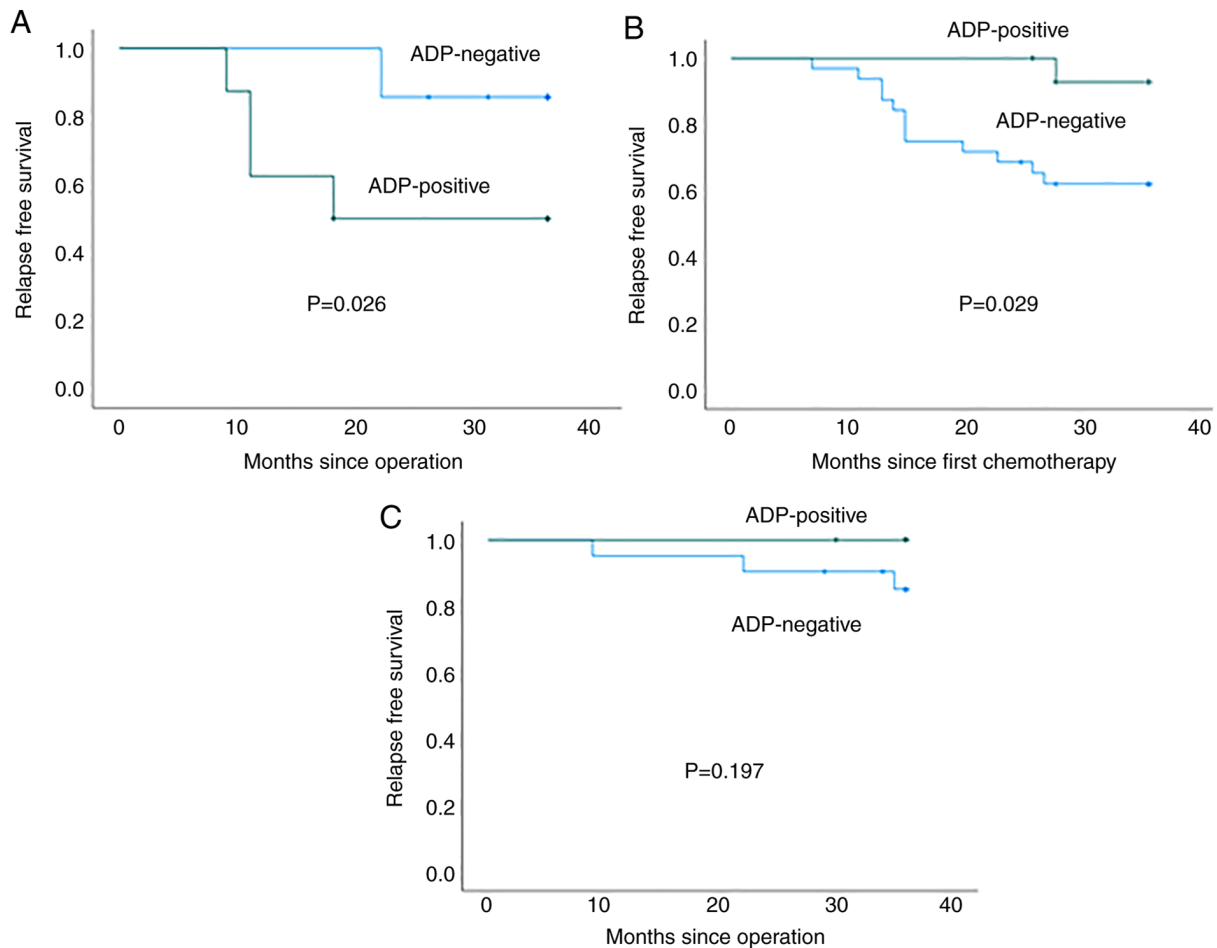 A
1.0
0.8
0.6
0.4
0.2
0.0
Relapse free survival
ADP-negative
ADP-positive
P=0.026
0 10 20 30 40
Months since operation
B
1.0
0.8
0.6
0.4
0.2
0.0
Relapse free survival
ADP-positive
ADP-negative
P=0.029
0 10 20 30 40
Months since first chemotherapy
C
1.0
0.8
0.6
0.4
0.2
0.0
Relapse free survival
ADP-positive
ADP-negative
P=0.197
0 10 20 30 40
Months since operation